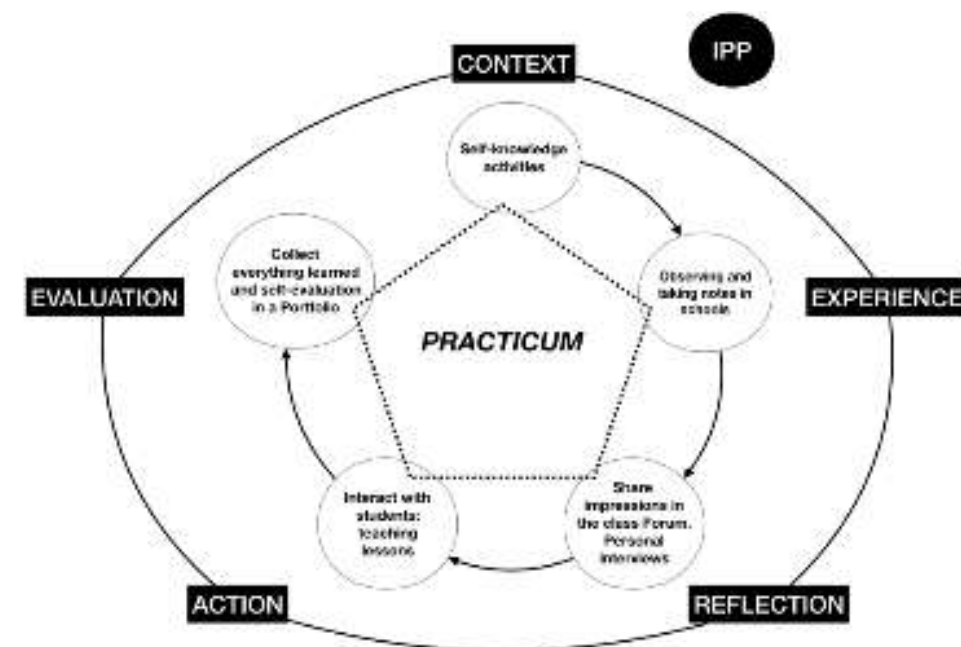 IPP
CONTEXT
Self-knowledge
activities
Collect
everything learned
and self-evaluation
in a Portfolio
Observing and
taking notes in
schools
EVALUATION
EXPERIENCE
PRACTICUM
Interact with
students:
teaching
lessons
Share
impressions in
the class Forum.
Personal
Interviews
ACTION
REFLECTION